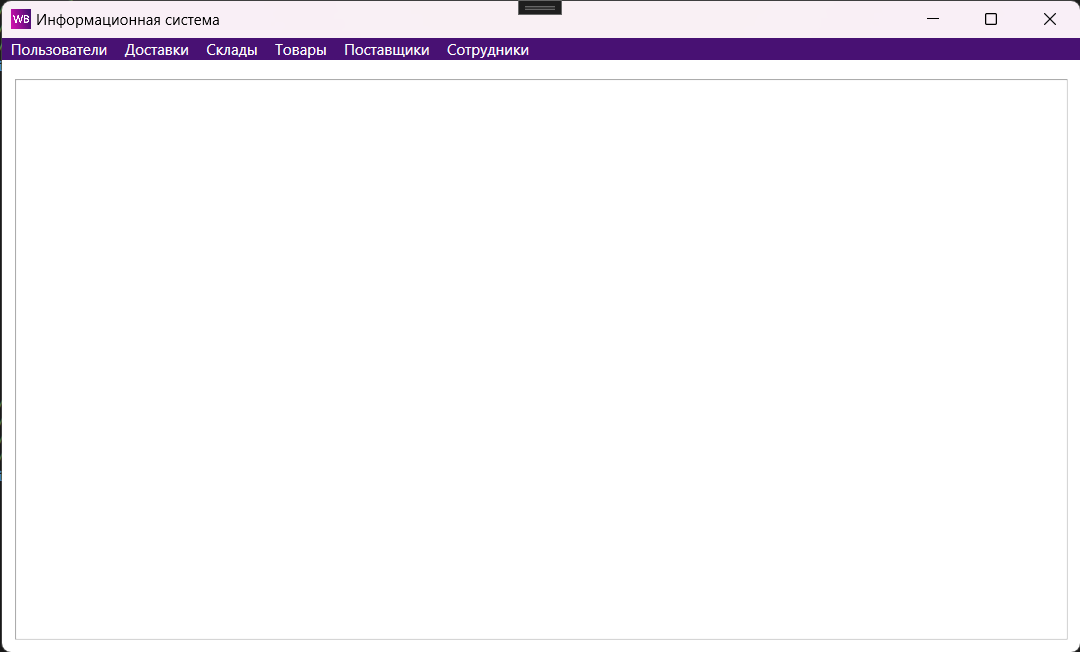 WB Информационная система
Пользователи Доставки Склады Товары Поставщики Сотрудники